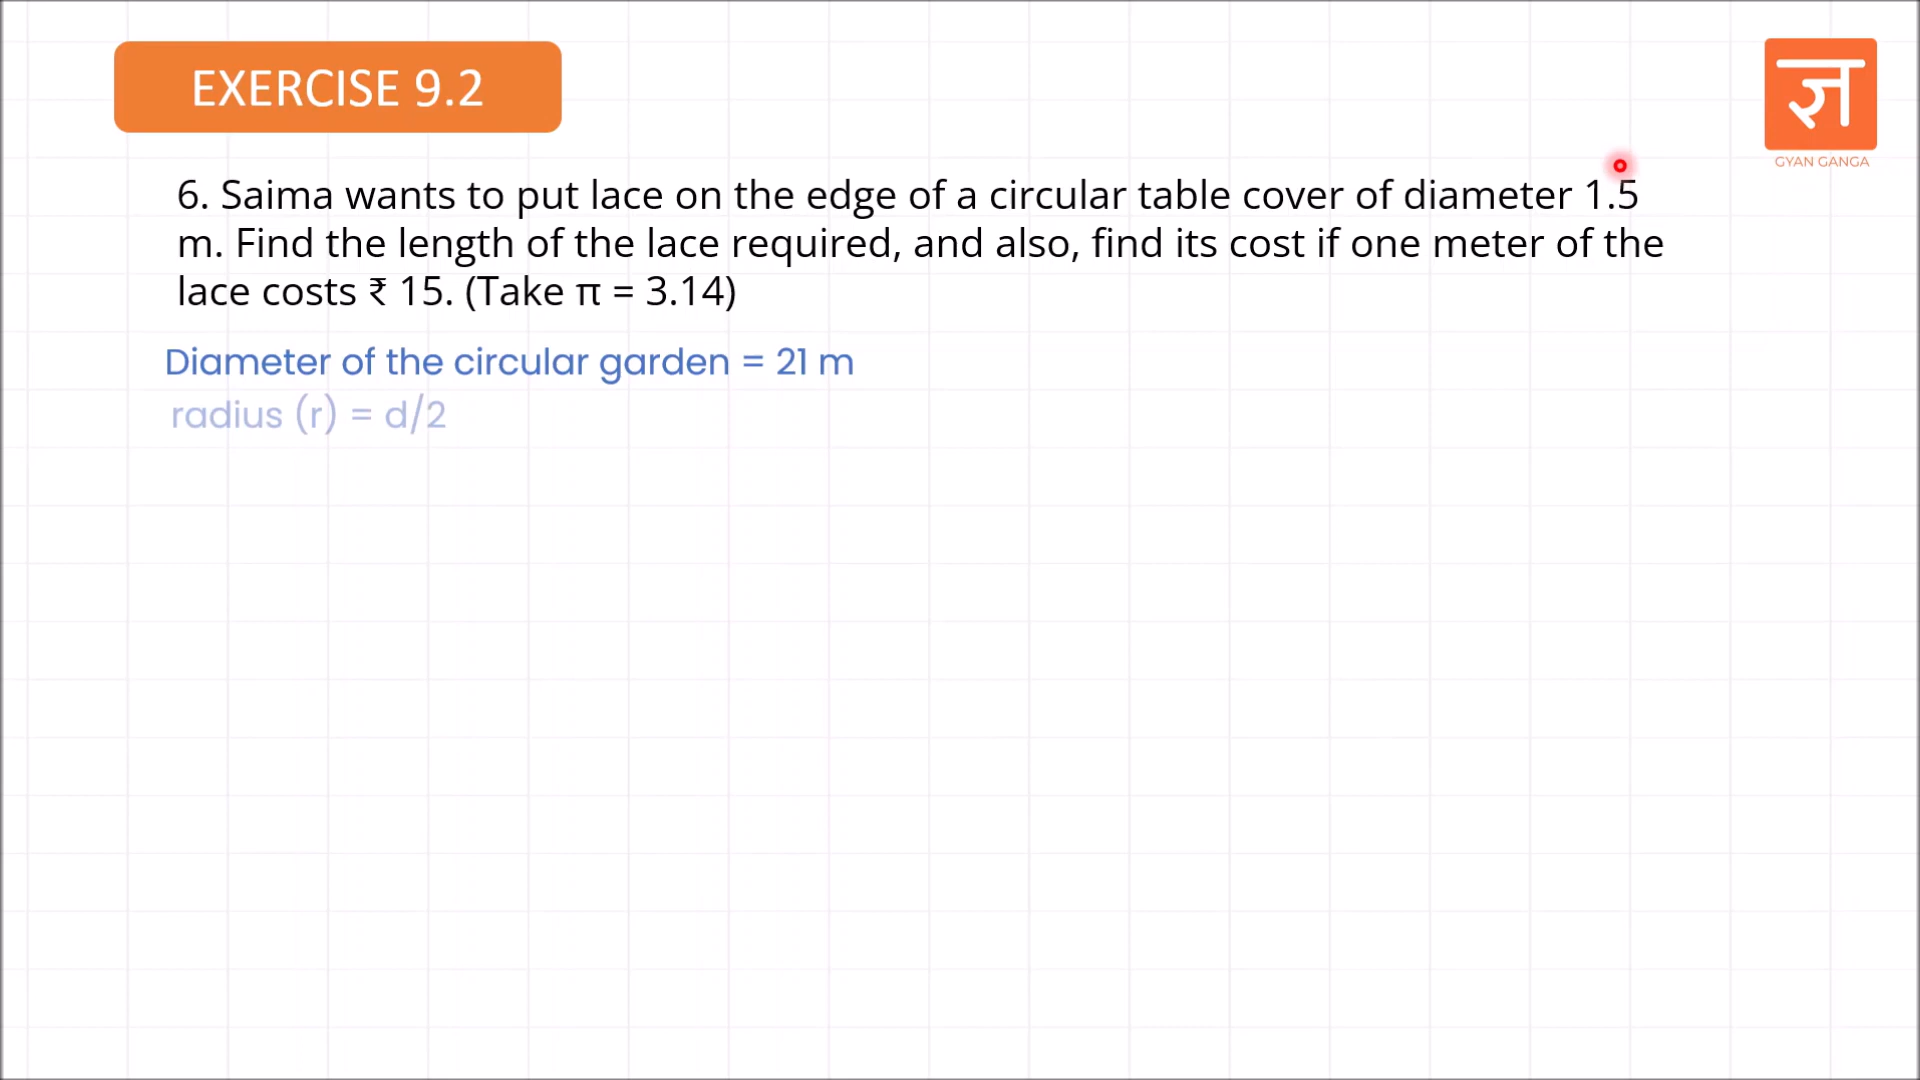 EXERCISE 9.2
ज्ञ
GYAN GANGA
6. Saima wants to put lace on the edge of a circular table cover of diameter 1.5
m. Find the length of the lace required, and also, find its cost if one meter of the
lace costs ₹ 15. (Take π = 3.14)
Diameter of the circular garden = 21 m
radius (r) = d/2